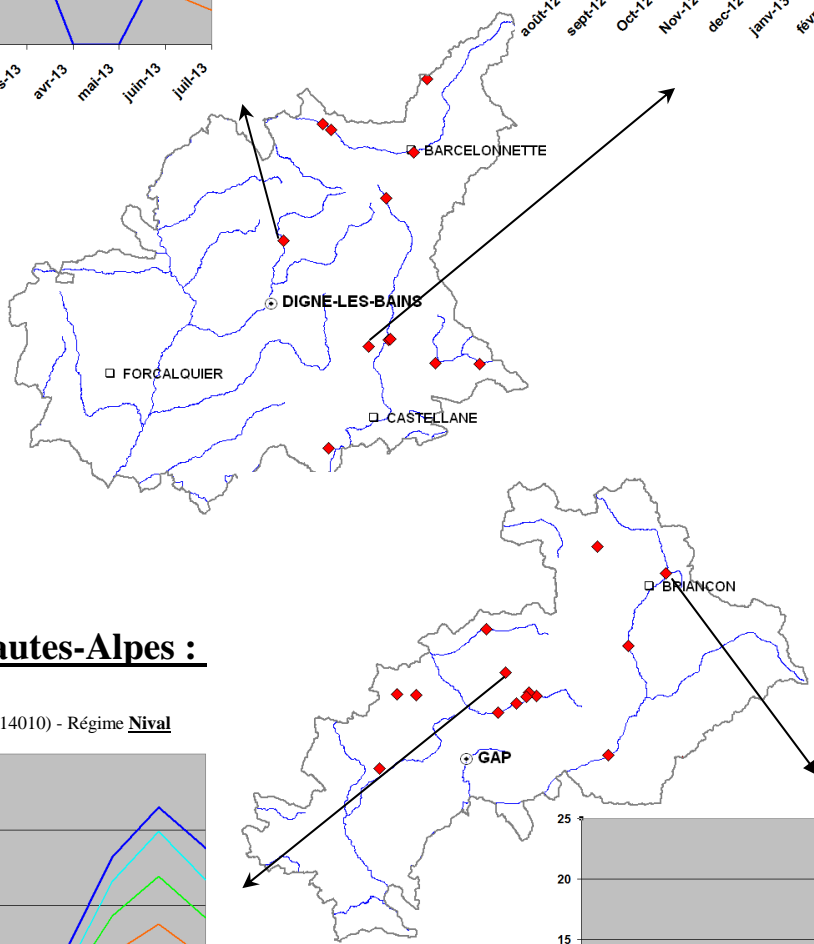 août-12 sept-12 Oct-12 Nov-12 dec-12 janv-13
avr-13 mai-13 juin-13 juil-13
BARCELONNETTE
DIGNE-LES-BAINS
FORCALQUIER
CASTELLANE
BRIANCON
autes-Alpes :
14010) - Régime Nival
GAP
25
20
15